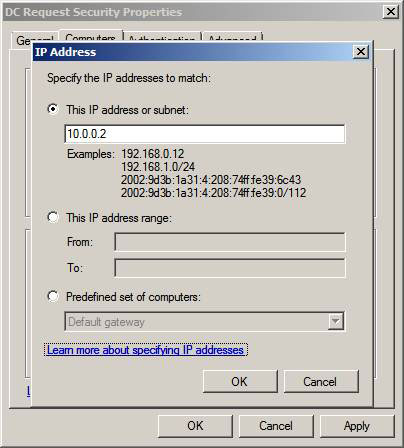 DC Request Security Properties
General Computers Authentication Advanced
IP Address
Specify the IP addresses to match:
This IP address or subnet:
10.0.0.2
Examples: 192.168.0.12
192.168.1.0/24
2002:9d3b:1a31:4:208:74ff:fe39:6c43
2002:9d3b:1a31:4:208:74ff:fe39:0/112
This IP address range:
From:
To:
Predefined set of computers:
Default gateway
Learn more about specifying IP addresses
OK Cancel
OK Cancel Apply